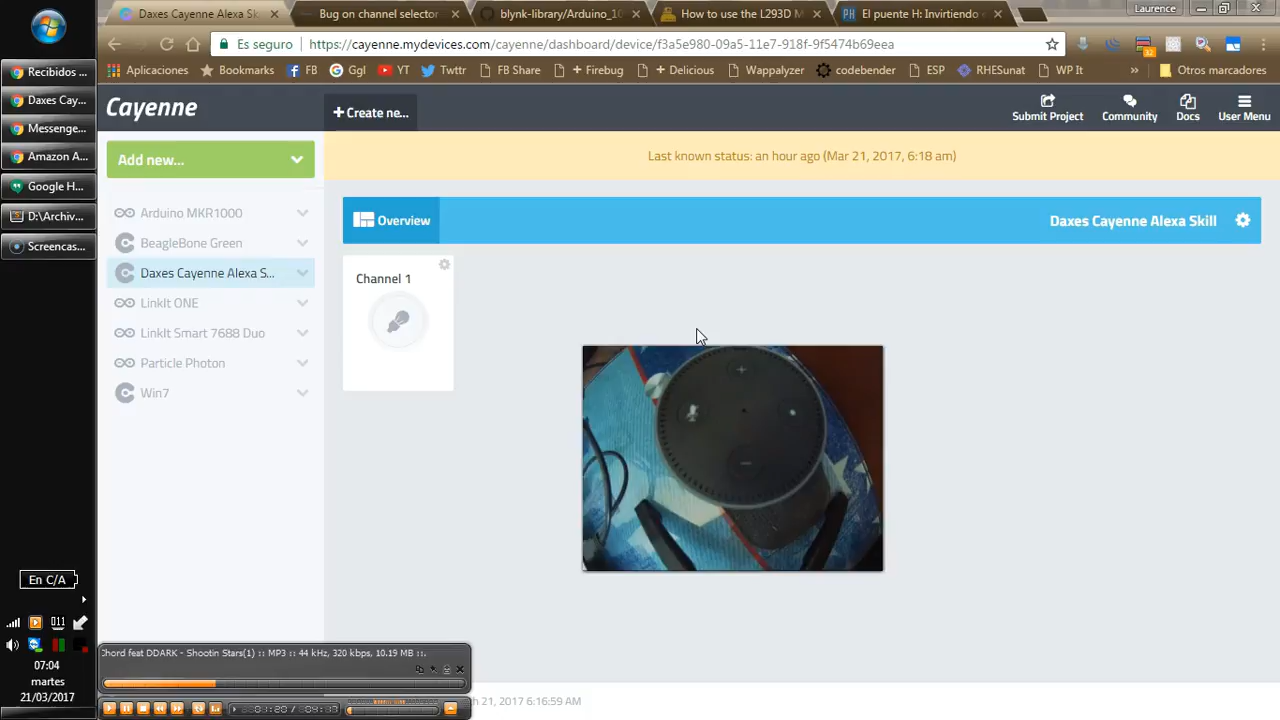 Daxes Cayenne Alexa Sk
Bug on channel selector
blynk-library/Arduino_10
How to use the L293D M
El puente H: Invirtiendo
Laurence
Es seguro
https://cayenne.mydevices.com/cayenne/dashboard/device/f3a5e980-09a5-11e7-918f-9f5474b69eea
Aplicaciones
Bookmarks
FB
Ggl
YT
Twttr
FB Share
+ Firebug
+ Delicious
Wappalyzer
codebender
ESP
RHESunat
WP It
»
Otros marcadores
Recibidos ...
Daxes Cay...
Messenge...
Amazon A...
Google H...
D:\Archiv...
Screencas...
Cayenne
+ Create ne...
Submit Project
Community
Docs
User Menu
Add new...
Last known status: an hour ago (Mar 21, 2017, 6:18 am)
Arduino MKR1000
BeagleBone Green
Daxes Cayenne Alexa S...
LinkIt ONE
LinkIt Smart 7688 Duo
Particle Photon
Win7
Overview
Daxes Cayenne Alexa Skill
Channel 1
En C/A
011
07:04
martes
21/03/2017
Chord feat DDARK - Shootin Stars(1) :: MP3 :: 44 kHz, 320 kbps, 10.19 MB ::.
21, 2017 6:16:59 AM